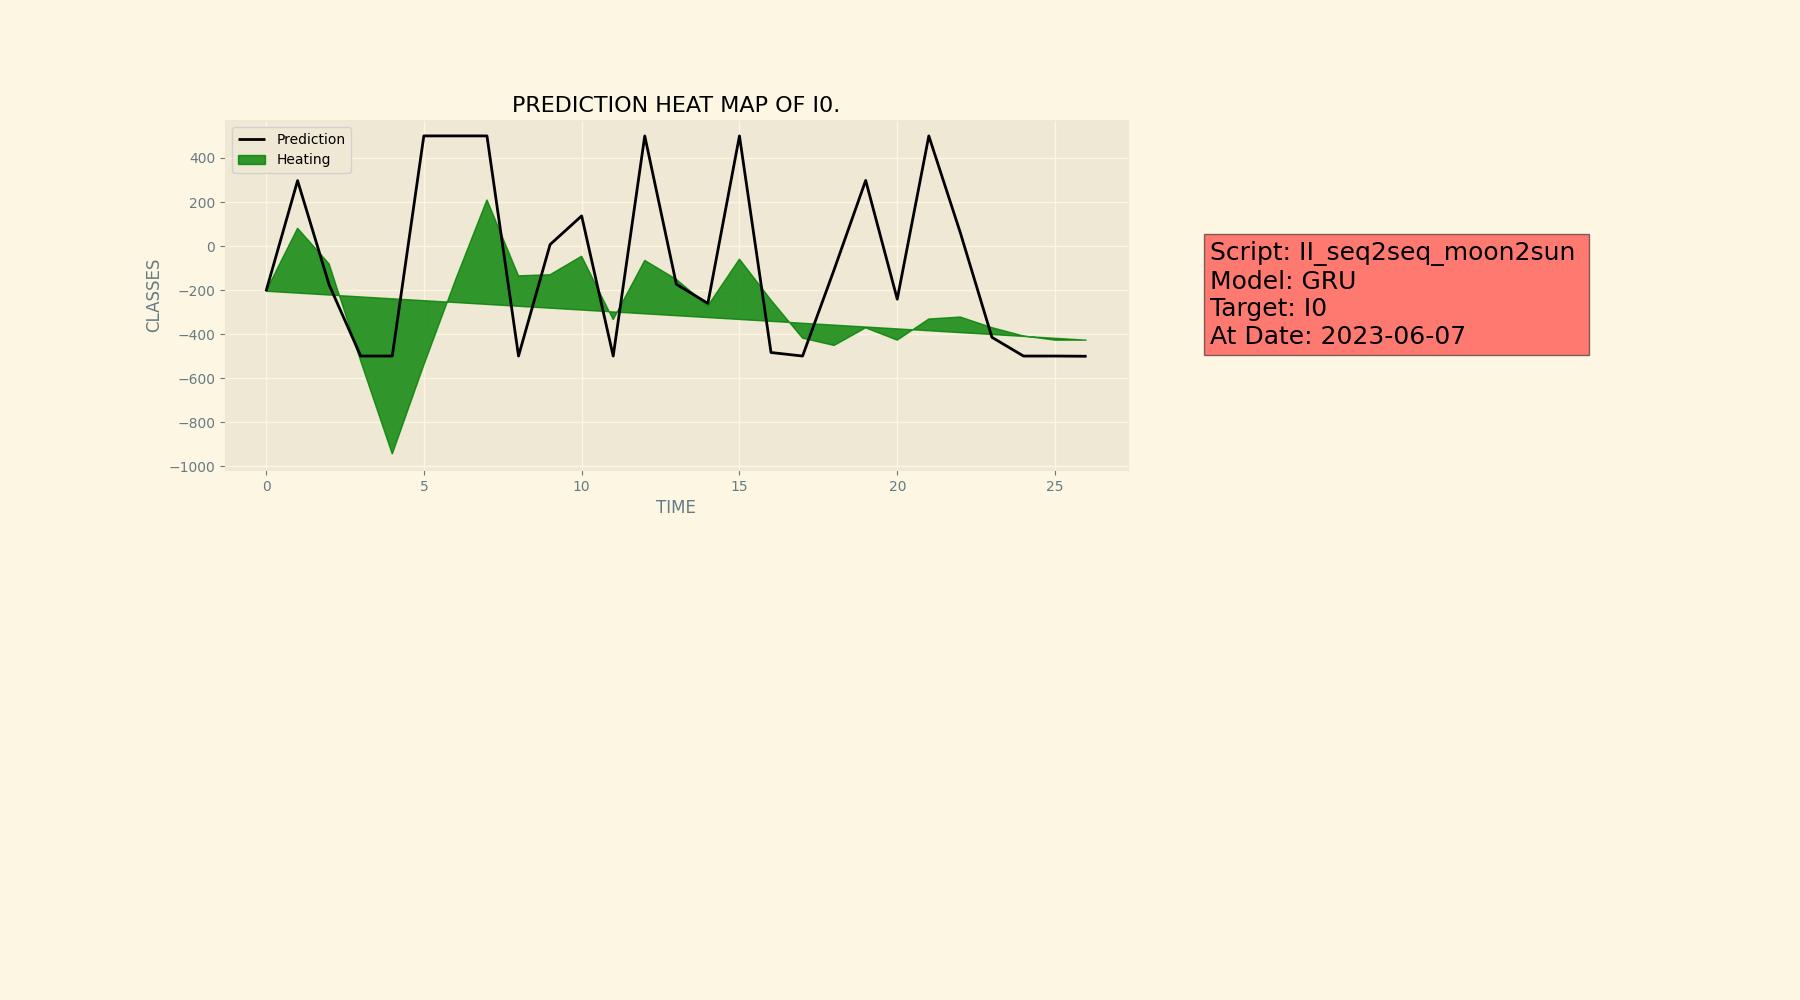 PREDICTION HEAT MAP OF I0.
Prediction
Heating
400
200
0
−200
−400
−600
−800
−1000
CLASSES
0 5 10 15 20 25
TIME
Script: II_seq2seq_moon2sun
Model: GRU
Target: I0
At Date: 2023-06-07